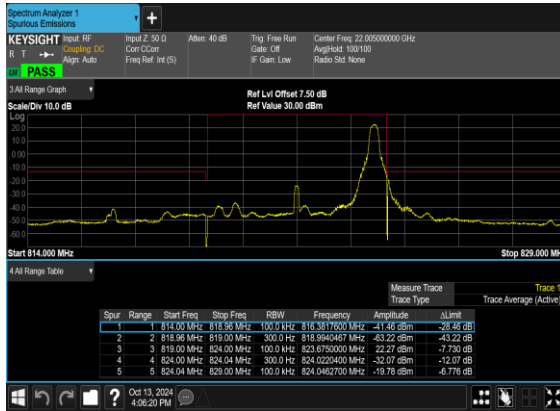 Spectrum Analyzer 1
Spurious Emissions
KEYSIGHT Input: RF Input Z: 50 Ω Atten: 40 dB Trig: Free Run Center Freq: 22.005000000 GHz
R T Coupling: DC Corr CCorr Gate: Off Avg|Hold: 100/100
Align: Auto Freq Ref: Int (S) IF Gain: Low Radio Std: None
LV PASS
3 All Range Graph
Ref Lvl Offset 7.50 dB
Scale/Div 10.0 dB Ref Value 30.00 dBm
Log
20.0
10.0
0.00
-10.0
-20.0
-30.0
-40.0
-50.0
-60.0
Start 814.000 MHz Stop 829.000 MH
4 All Range Table
Measure Trace Trace 1
Trace Type Trace Average (Active)
Spur Range Start Freq Stop Freq RBW Frequency Amplitude ΔLimit
1 1 814.00 MHz 818.96 MHz 100.0 kHz 816.3817600 MHz -41.46 dBm -28.46 dB
2 2 818.96 MHz 819.00 MHz 300.0 Hz 818.9940467 MHz -63.22 dBm -43.22 dB
3 3 819.00 MHz 824.00 MHz 100.0 kHz 823.6750000 MHz 22.27 dBm -7.730 dB
4 4 824.00 MHz 824.04 MHz 300.0 Hz 824.0220400 MHz -32.07 dBm -12.07 dB
5 5 824.04 MHz 829.00 MHz 100.0 kHz 824.0462700 MHz -19.78 dBm -6.776 dB
? Oct 13, 2024
4:06:20 PM